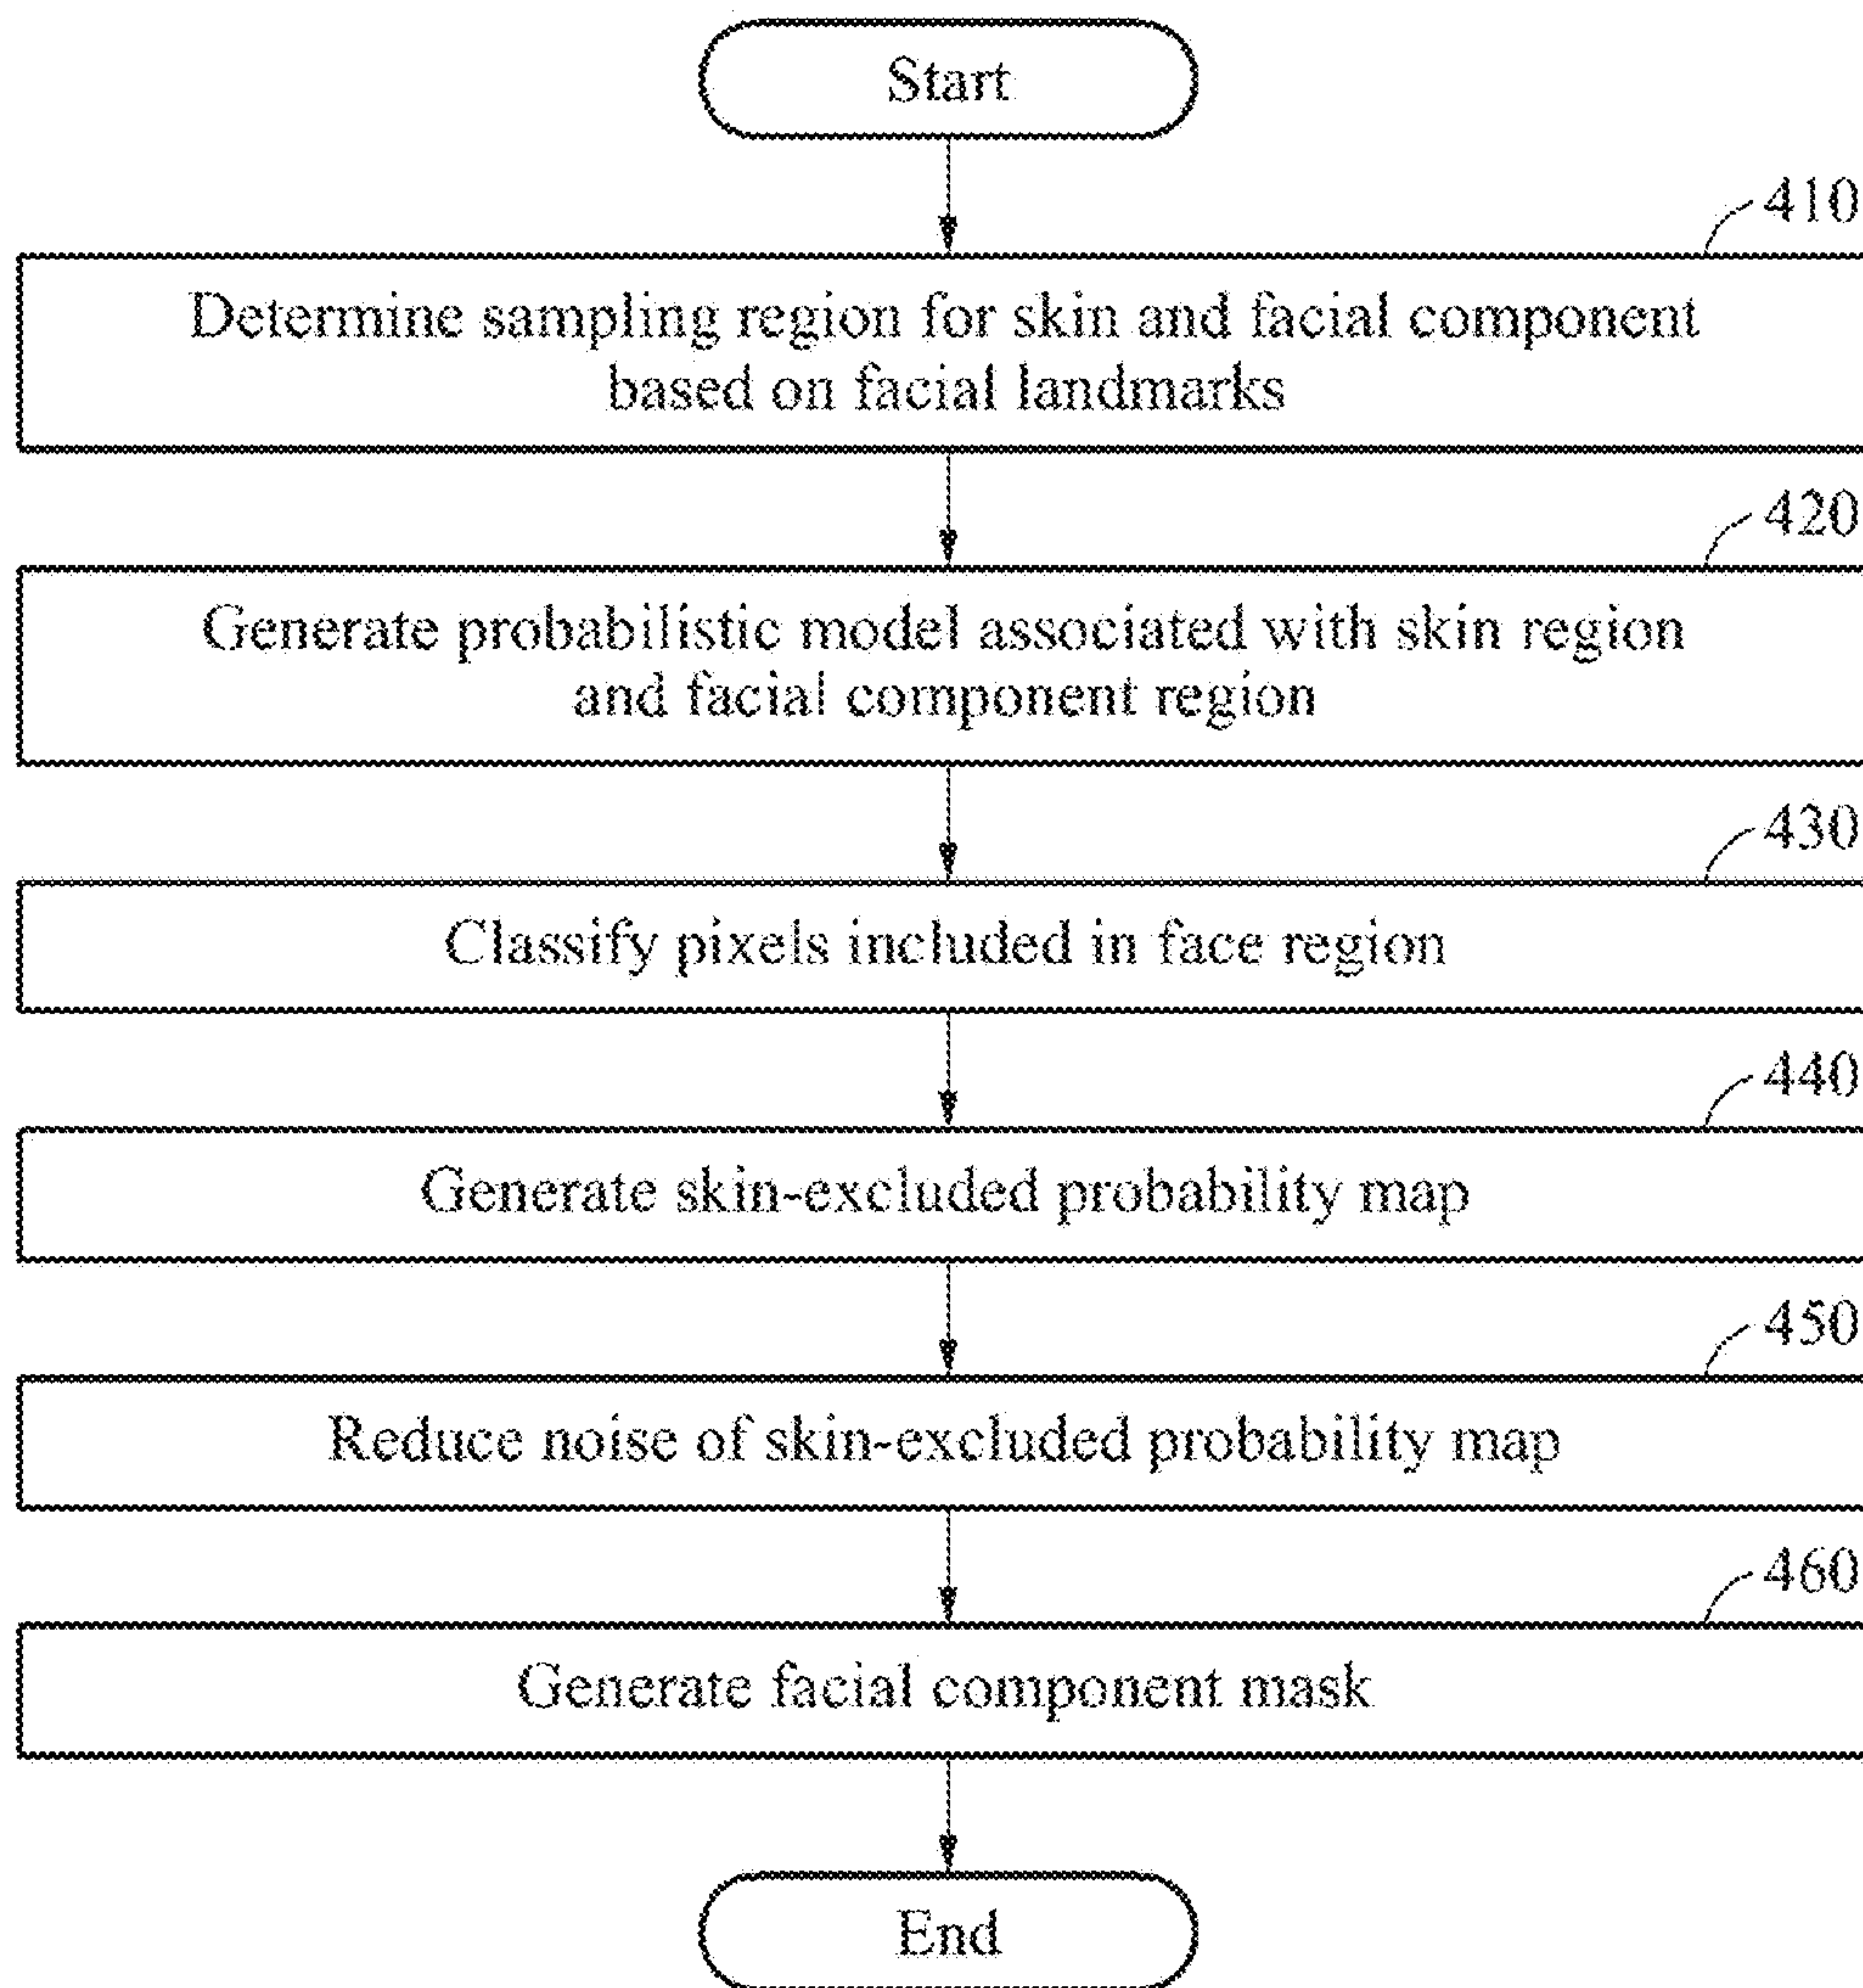 Start
410
Determine sampling region for skin and facial component
based on facial landmarks
420
Generate probabilistic model associated with skin region
and facial component region
430
Classify pixels included in face region
440
Generate skin-excluded probability map
450
Reduce noise of skin-excluded probability map
460
Generate facial component mask
End